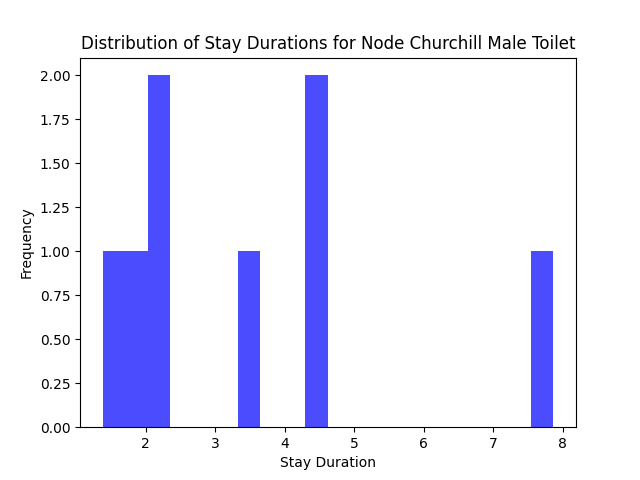 Distribution of Stay Durations for Node Churchill Male Toilet
2.00
1.75
1.50
1.25
1.00
0.75
0.50
0.25
0.00
Frequency
2 3 4 5 6 7 8
Stay Duration